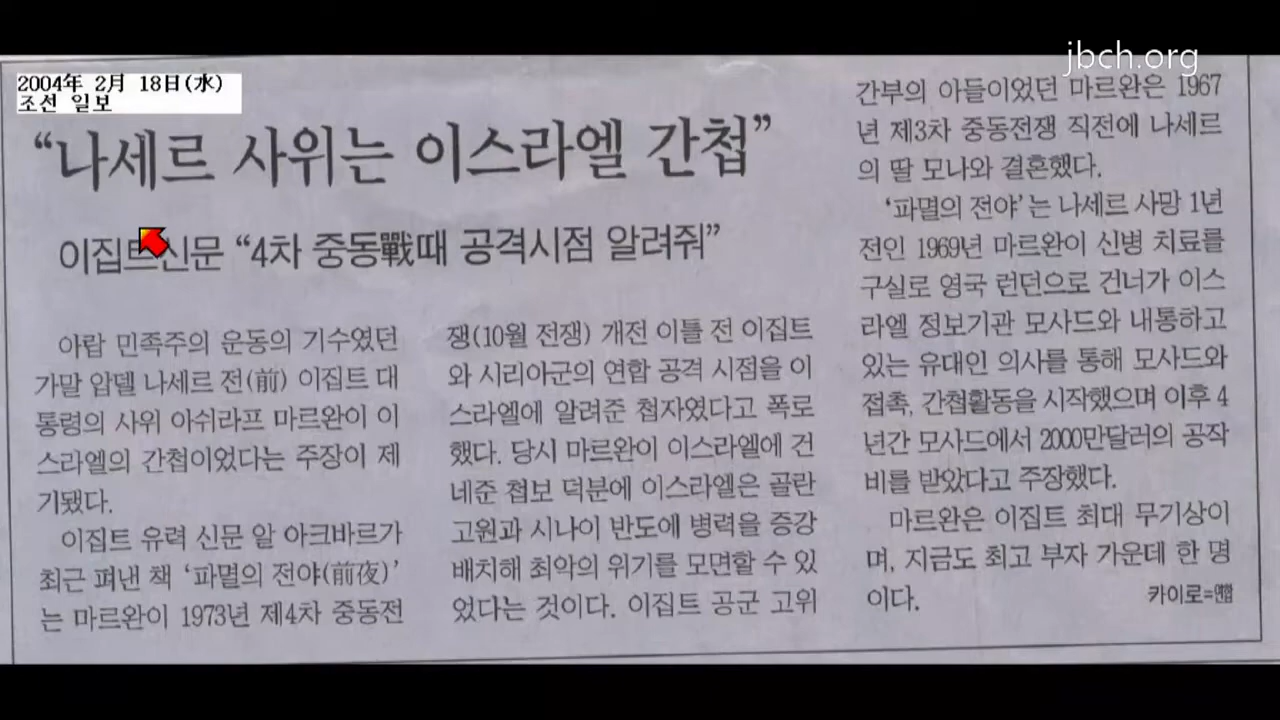 jbch.org
2004年 2月 18日(水)
조선 일보
“나세르 사위는 이스라엘 간첩”
이집트 신문 “4차 중동戰때 공격시점 알려줘”
아랍 민족주의 운동의 기수였던
가말 압델 나세르 전(前) 이집트 대
통령의 사위 아쉬라프 마르완이 이
스라엘의 간첩이었다는 주장이 제
기됐다.
이집트 유력 신문 알 아크바르가
최근 펴낸 책 ‘파멸의 전야(前夜)’
는 마르완이 1973년 제4차 중동전
쟁(10월 전쟁) 개전 이틀 전 이집트
와 시리아군의 연합 공격 시점을 이
스라엘에 알려준 첩자였다고 폭로
했다. 당시 마르완이 이스라엘에 건
네준 첩보 덕분에 이스라엘은 골란
고원과 시나이 반도에 병력을 증강
배치해 최악의 위기를 모면할 수 있
었다는 것이다. 이집트 공군 고위
간부의 아들이었던 마르완은 1967
년 제3차 중동전쟁 직전에 나세르
의 딸 모나와 결혼했다.
‘파멸의 전야’는 나세르 사망 1년
전인 1969년 마르완이 신병 치료를
구실로 영국 런던으로 건너가 이스
라엘 정보기관 모사드와 내통하고
있는 유대인 의사를 통해 모사드와
접촉, 간첩활동을 시작했으며 이후 4
년간 모사드에서 2000만달러의 공작
비를 받았다고 주장했다.
마르완은 이집트 최대 무기상이
며, 지금도 최고 부자 가운데 한 명
이다.
카이로=연합